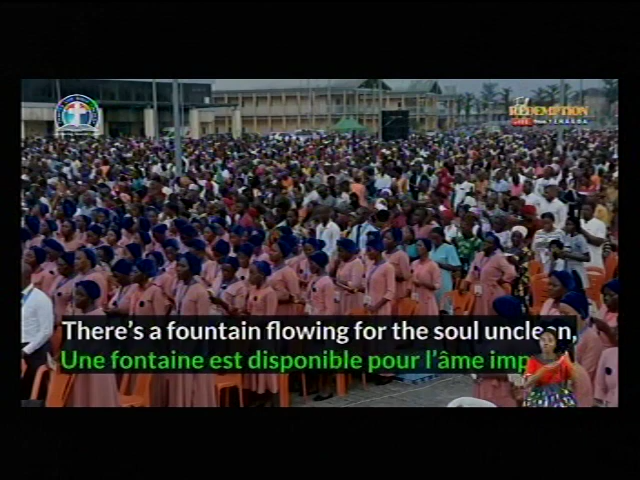 REDEMPTION
There's a fountain flowing for the soul unclean,
Une fontaine est disponible pour l'âme imp